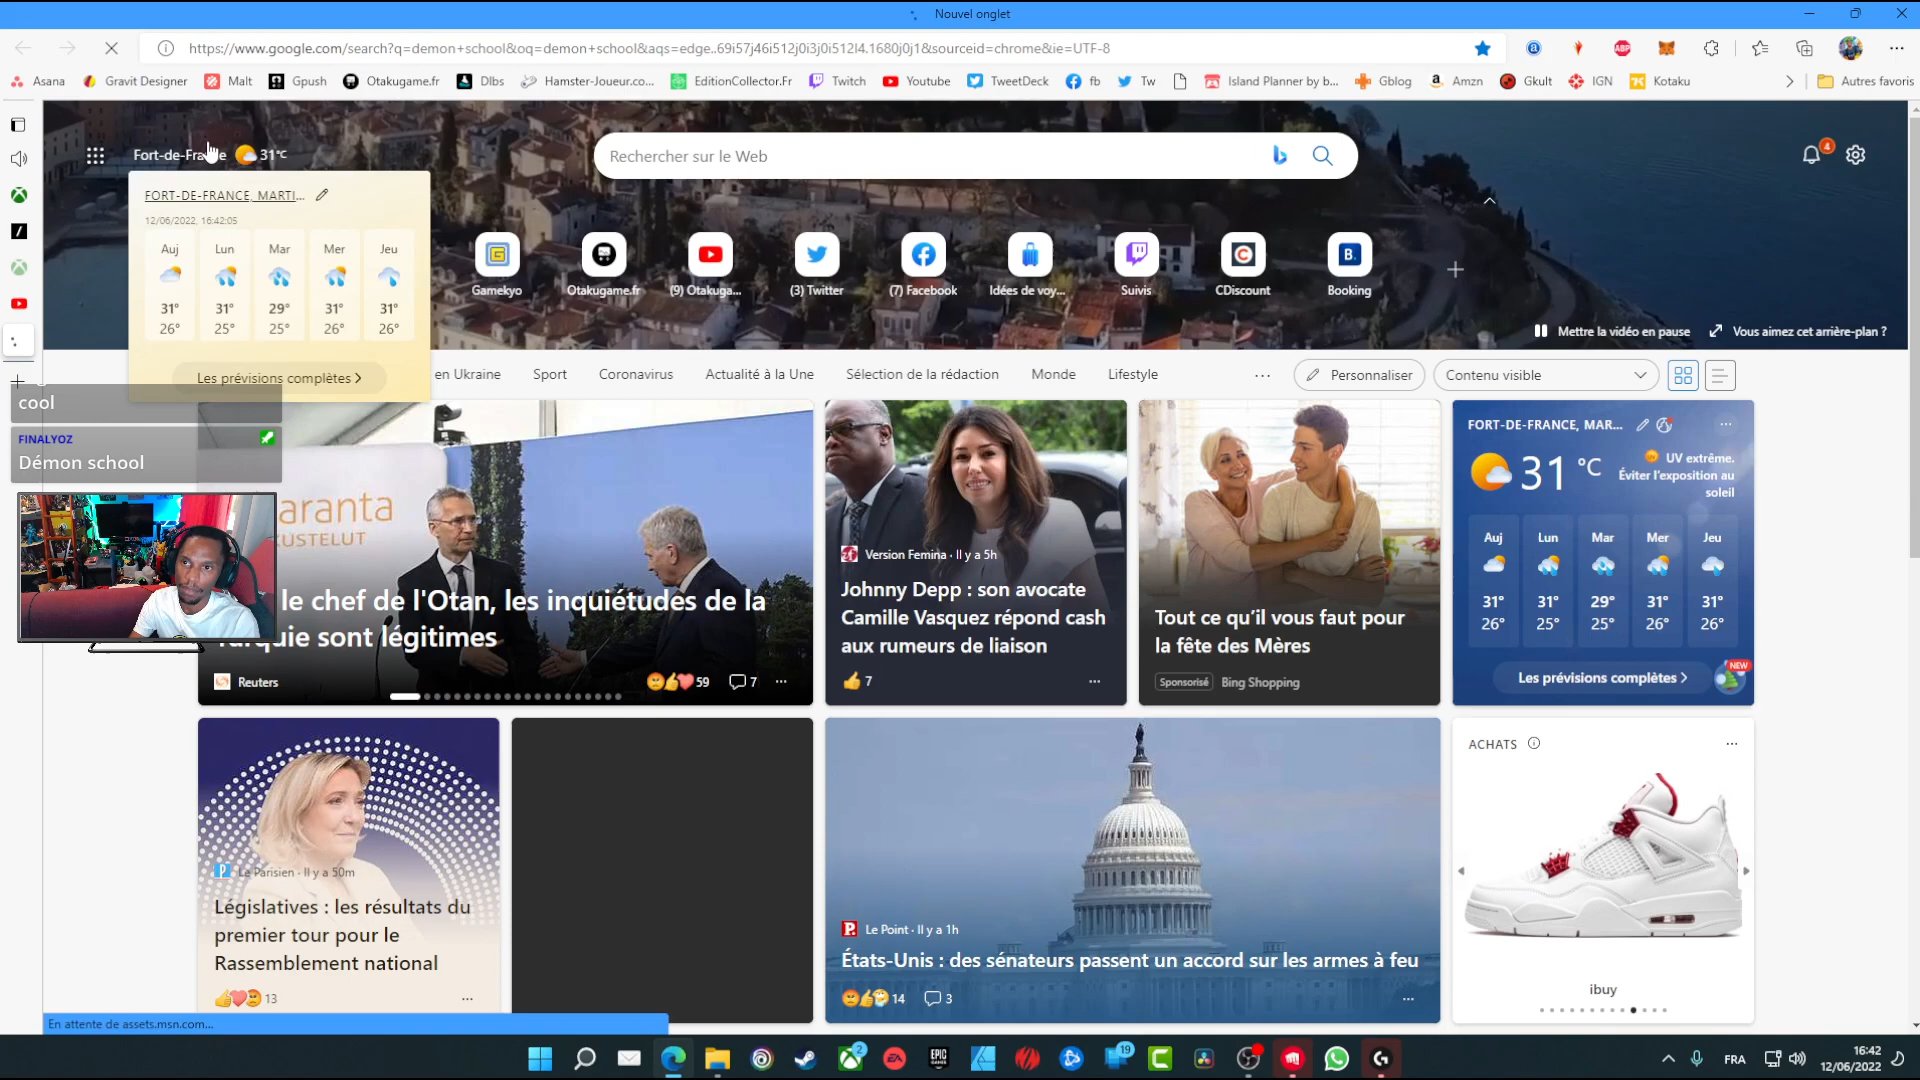 Nouvel onglet
https://www.google.com/search?q=demon+school&oq=demon+school&aqs=edge..69i57j46i512j0i3j0i512l4.1680j0j1&sourceid=chrome&ie=UTF-8
ABP
Asana
Gravit Designer
Malt
Gpush
Otakugame.fr
Dlbs
Hamster-Joueur.co...
EditionCollector.Fr
Twitch
Youtube
TweetDeck
fb
Tw
Island Planner by b...
Gblog
Amzn
Gkult
IGN
Kotaku
Autres favoris
31°C
Rechercher sur le Web
4
FORT-DE-FRANCE, MARTI...
12/06/2022, 16:42:05
Auj Lun Mar Mer Jeu
31° 31° 29° 31° 31°
26° 25° 25° 26° 26°
Les prévisions complètes
Gamekyo
Otakugame.fr
(9) Otakuga...
(3) Twitter
(7) Facebook
Idées de voy...
Suivis
CDiscount
Booking
Mettre la vidéo en pause
Vous aimez cet arrière-plan ?
en Ukraine
Sport
Coronavirus
Actualité à la Une
Sélection de la rédaction
Monde
Lifestyle
...
Personnaliser
Contenu visible
cool
FINALYOZ
Démon school
aranta
KUSTELUT
le chef de l'Otan, les inquiétudes de la
sont légitimes
Reuters
59
7
Version Femina · Il y a 5h
Johnny Depp : son avocate
Camille Vasquez répond cash
aux rumeurs de liaison
7
Tout ce qu'il vous faut pour
la fête des Mères
Sponsorisé Bing Shopping
FORT-DE-FRANCE, MAR...
31 °C
UV extrême.
Éviter l'exposition au
soleil
Auj Lun Mar Mer Jeu
31° 31° 29° 31° 31°
26° 25° 25° 26° 26°
Les prévisions complètes
NEW
Le Parisien · Il y a 50m
Législatives : les résultats du
premier tour pour le
Rassemblement national
13
Le Point · Il y a 1h
États-Unis : des sénateurs passent un accord sur les armes à feu
14
3
ACHATS
ibuy
En attente de assets.msn.com...
2
EPIC
19
FRA
16:42
12/06/2022